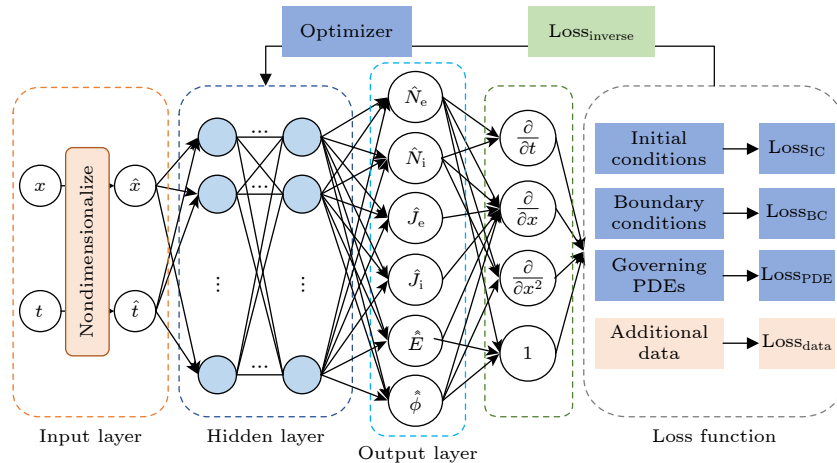 Optimizer
Loss_inverse
x
t
Nondimensionalize
x̂
t̂
...
...
...
⋮
⋮
N̂_e
N̂_i
Ĵ_e
Ĵ_i
Ê̂
ϕ̂̂
∂/∂t
∂/∂x
∂/∂x²
1
Initial
conditions
Loss_IC
Boundary
conditions
Loss_BC
Governing
PDEs
Loss_PDE
Additional
data
Loss_data
Input layer
Hidden layer
Output layer
Loss function